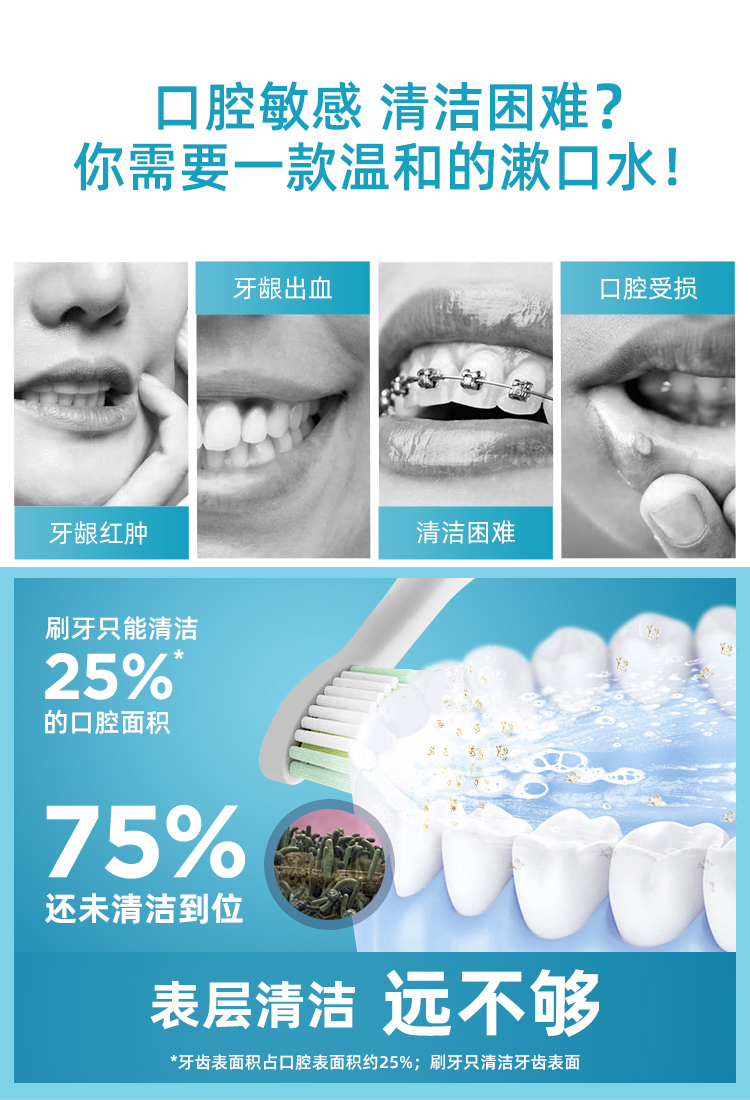 口腔敏感 清洁困难?
你需要一款温和的漱口水!
牙龈红肿
牙龈出血
清洁困难
口腔受损
刷牙只能清洁
25%*
的口腔面积
75%
还未清洁到位
表层清洁 远不够
*牙齿表面积占口腔表面积约25%；刷牙只清洁牙齿表面